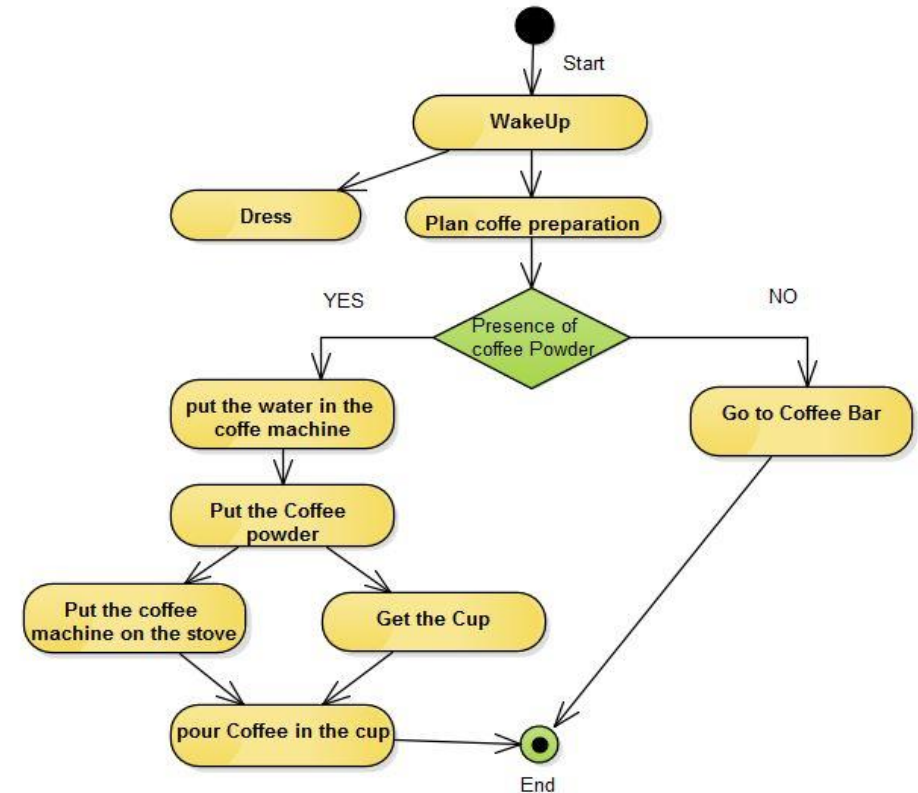 Start
WakeUp
Dress
Plan coffe preparation
YES
NO
Presence of
coffee Powder
put the water in the
coffe machine
Go to Coffee Bar
Put the Coffee
powder
Put the coffee
machine on the stove
Get the Cup
pour Coffee in the cup
End